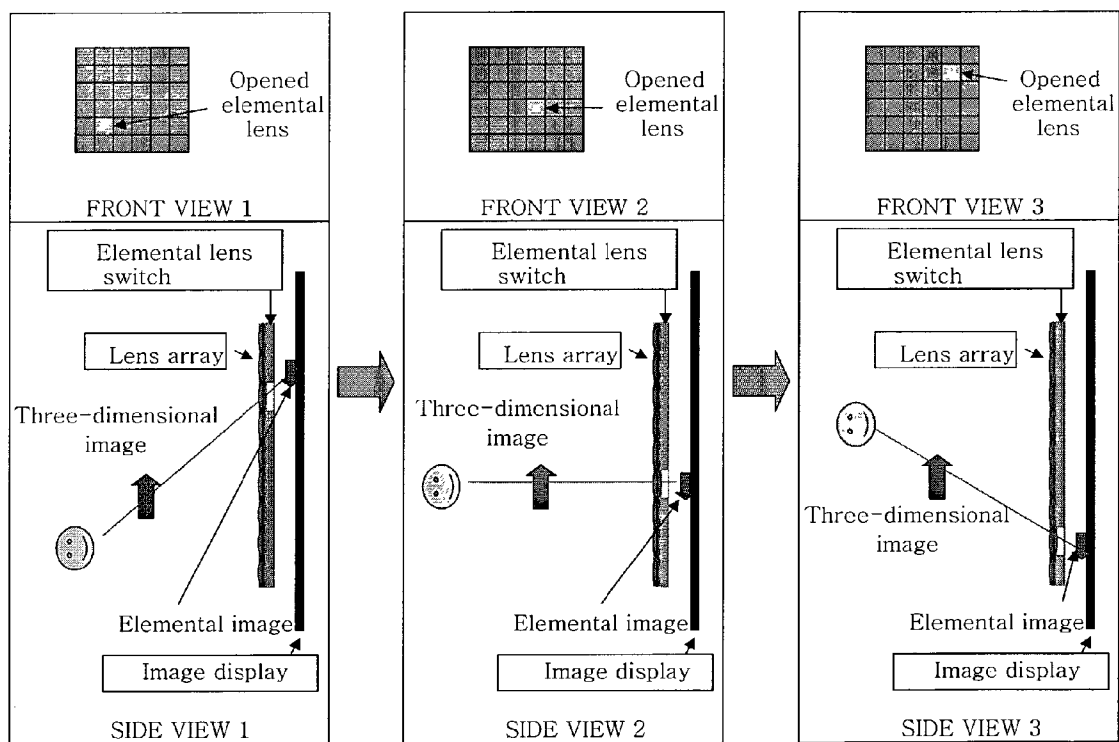 Opened
elemental
lens
FRONT VIEW 1
Elemental lens
switch
Lens array
Three-dimensional
image
Elemental image
Image display
SIDE VIEW 1
Opened
elemental
lens
FRONT VIEW 2
Elemental lens
switch
Lens array
Three-dimensional
image
Elemental image
Image display
SIDE VIEW 2
Opened
elemental
lens
FRONT VIEW 3
Elemental lens
switch
Lens array
Three-dimensional
image
Elemental image
Image display
SIDE VIEW 3